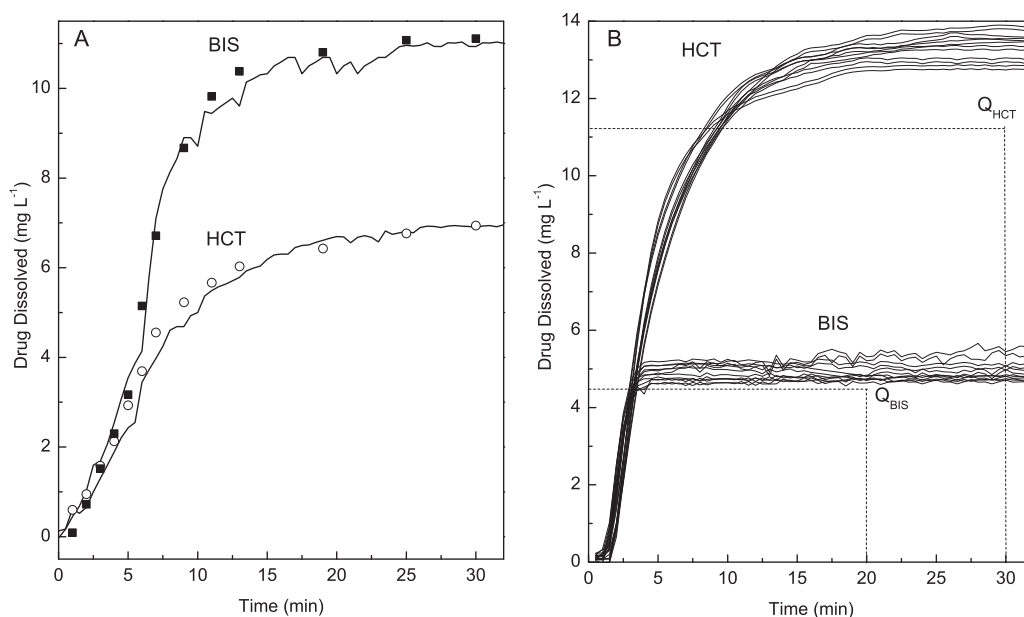 A
BIS
HCT
Drug Dissolved (mg L⁻¹)
10
8
6
4
2
0
0 5 10 15 20 25 30
Time (min)
B
HCT
Q_HCT
BIS
Q_BIS
Drug Dissolved (mg L⁻¹)
14
12
10
8
6
4
2
0
0 5 10 15 20 25 30
Time (min)